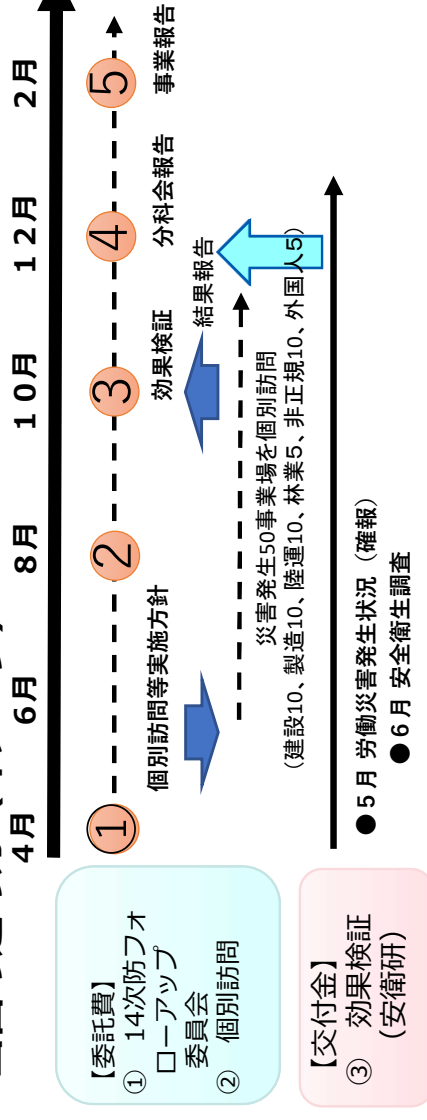 4月
6月
8月
10月
12月
2月
1
2
3
4
5
個別訪問等実施方針
効果検証
分科会報告
事業報告
結果報告
災害発生50事業場を個別訪問
（建設10、製造10、陸運10、林業5、非正規10、外国人5）
【委託費】
① 14次防フォ
ローアップ
委員会
② 個別訪問
【交付金】
③ 効果検証
（安衛研）
●５月 労働災害発生状況（確報）
●６月 安全衛生調査